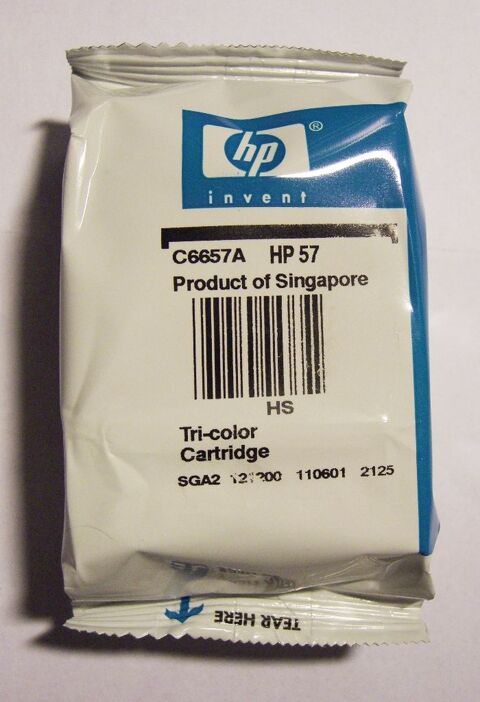 hp®
invent
C6657A HP 57
Product of Singapore
HS
Tri-color
Cartridge
SGA2 110601 2125
TEAR HERE